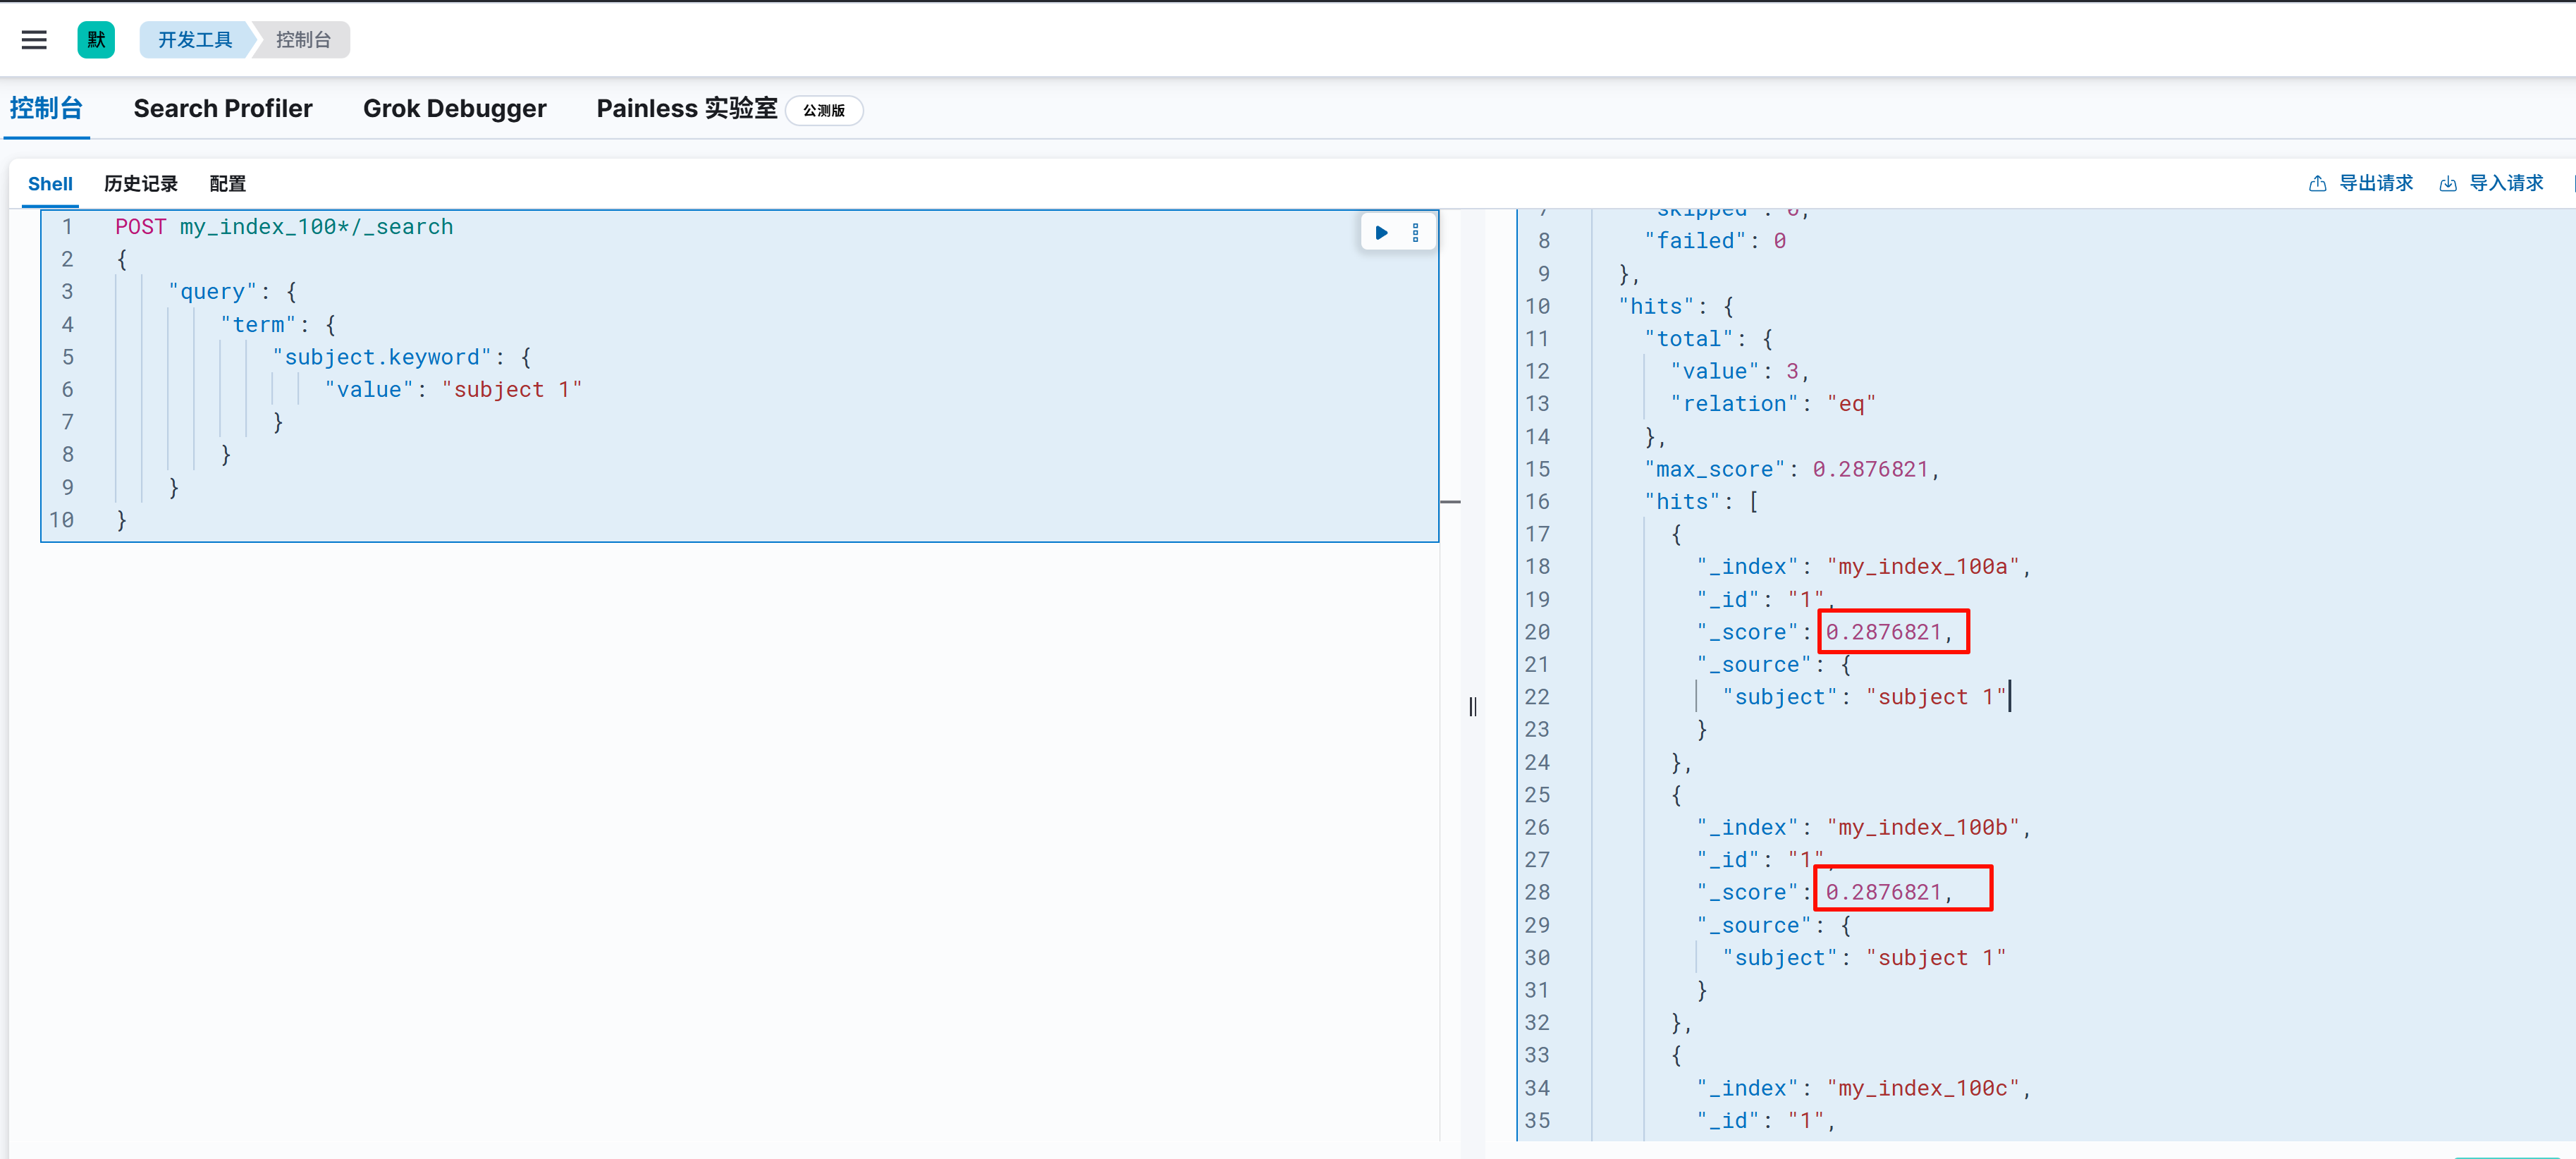 默 开发工具 控制台
控制台 Search Profiler Grok Debugger Painless 实验室 公测版
Shell 历史记录 配置 导出请求 导入请求
1 POST my_index_100*/_search
2 {
3 "query": {
4 "term": {
5 "subject.keyword": {
6 "value": "subject 1"
7 }
8 }
9 }
10 }
7 "skipped": 0,
8 "failed": 0
9 },
10 "hits": {
11 "total": {
12 "value": 3,
13 "relation": "eq"
14 },
15 "max_score": 0.2876821,
16 "hits": [
17 {
18 "_index": "my_index_100a",
19 "_id": "1",
20 "_score": 0.2876821,
21 "_source": {
22 "subject": "subject 1"
23 }
24 },
25 {
26 "_index": "my_index_100b",
27 "_id": "1",
28 "_score": 0.2876821,
29 "_source": {
30 "subject": "subject 1"
31 }
32 },
33 {
34 "_index": "my_index_100c",
35 "_id": "1",